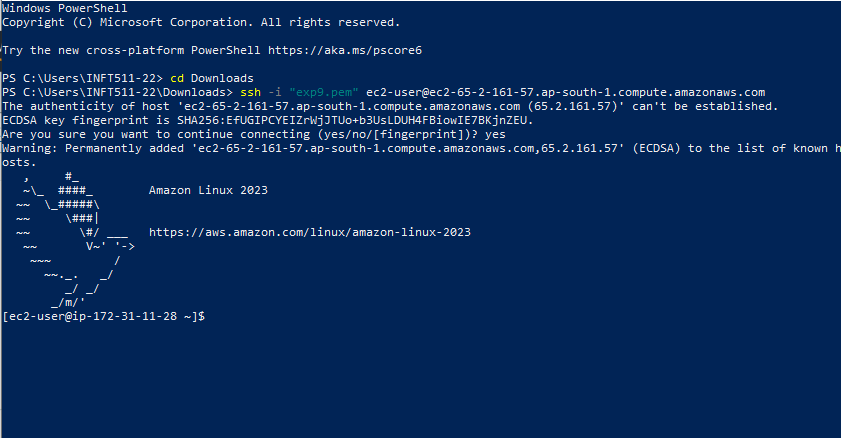 Windows PowerShell
Copyright (C) Microsoft Corporation. All rights reserved.
Try the new cross-platform PowerShell https://aka.ms/pscore6
PS C:\Users\INFT511-22> cd Downloads
PS C:\Users\INFT511-22\Downloads> ssh -i "exp9.pem" ec2-user@ec2-65-2-161-57.ap-south-1.compute.amazonaws.com
The authenticity of host 'ec2-65-2-161-57.ap-south-1.compute.amazonaws.com (65.2.161.57)' can't be established.
ECDSA key fingerprint is SHA256:EfUGIPCYEIZrWjJTUo+b3UsLDUH4FBiowIE7BKjnZEU.
Are you sure you want to continue connecting (yes/no/[fingerprint])? yes
Warning: Permanently added 'ec2-65-2-161-57.ap-south-1.compute.amazonaws.com,65.2.161.57' (ECDSA) to the list of known h
osts.
   ,     #_
   ~\_  ####_        Amazon Linux 2023
  ~~  \_#####\
  ~~     \###|
  ~~       \#/ ___   https://aws.amazon.com/linux/amazon-linux-2023
   ~~       V~' '->
    ~~~         /
      ~~._.   _/
         _/ _/
       _/m/'
[ec2-user@ip-172-31-11-28 ~]$